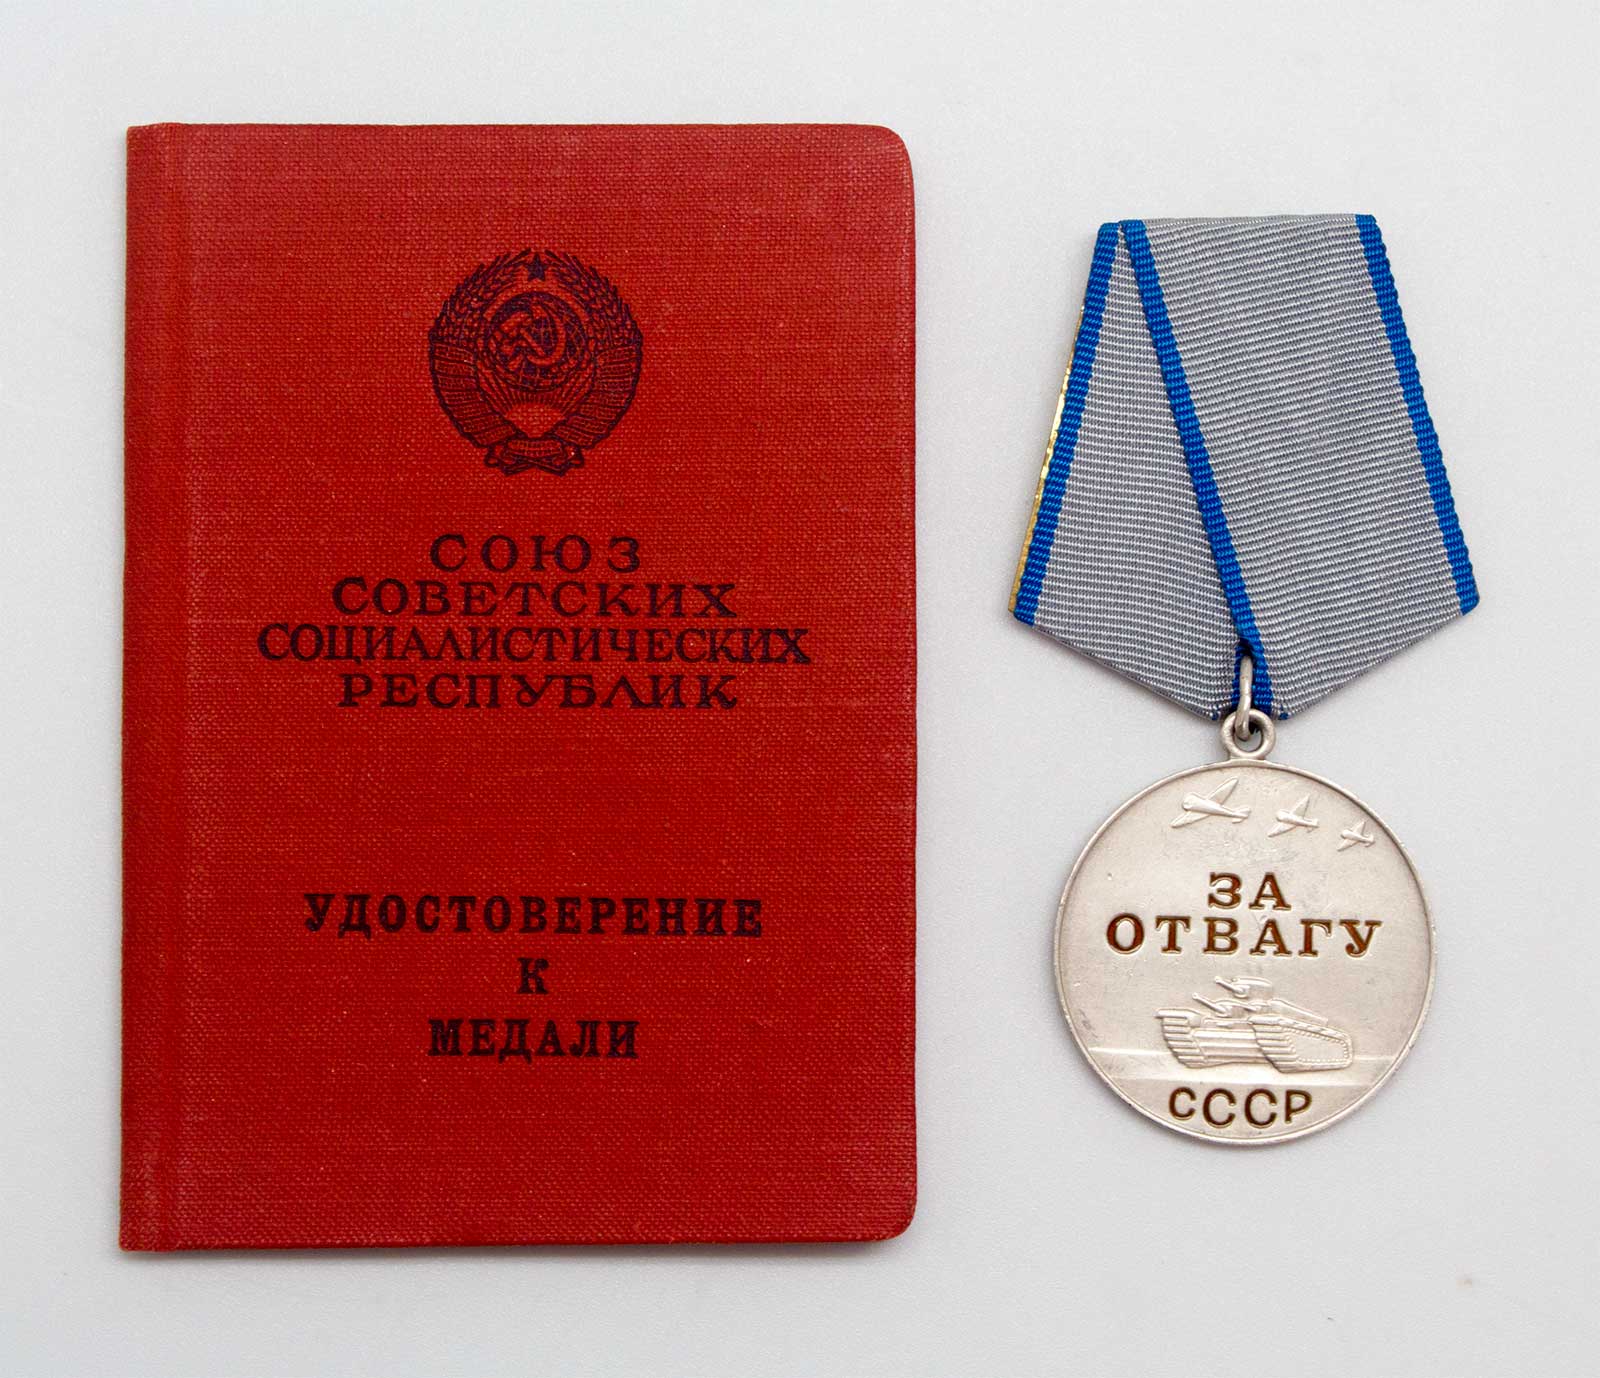 СОЮЗ
СОВЕТСКИХ
СОЦИАЛИСТИЧЕСКИХ
РЕСПУБЛИК
УДОСТОВЕРЕНИЕ
К
МЕДАЛИ
ЗА
ОТВАГУ
СССР